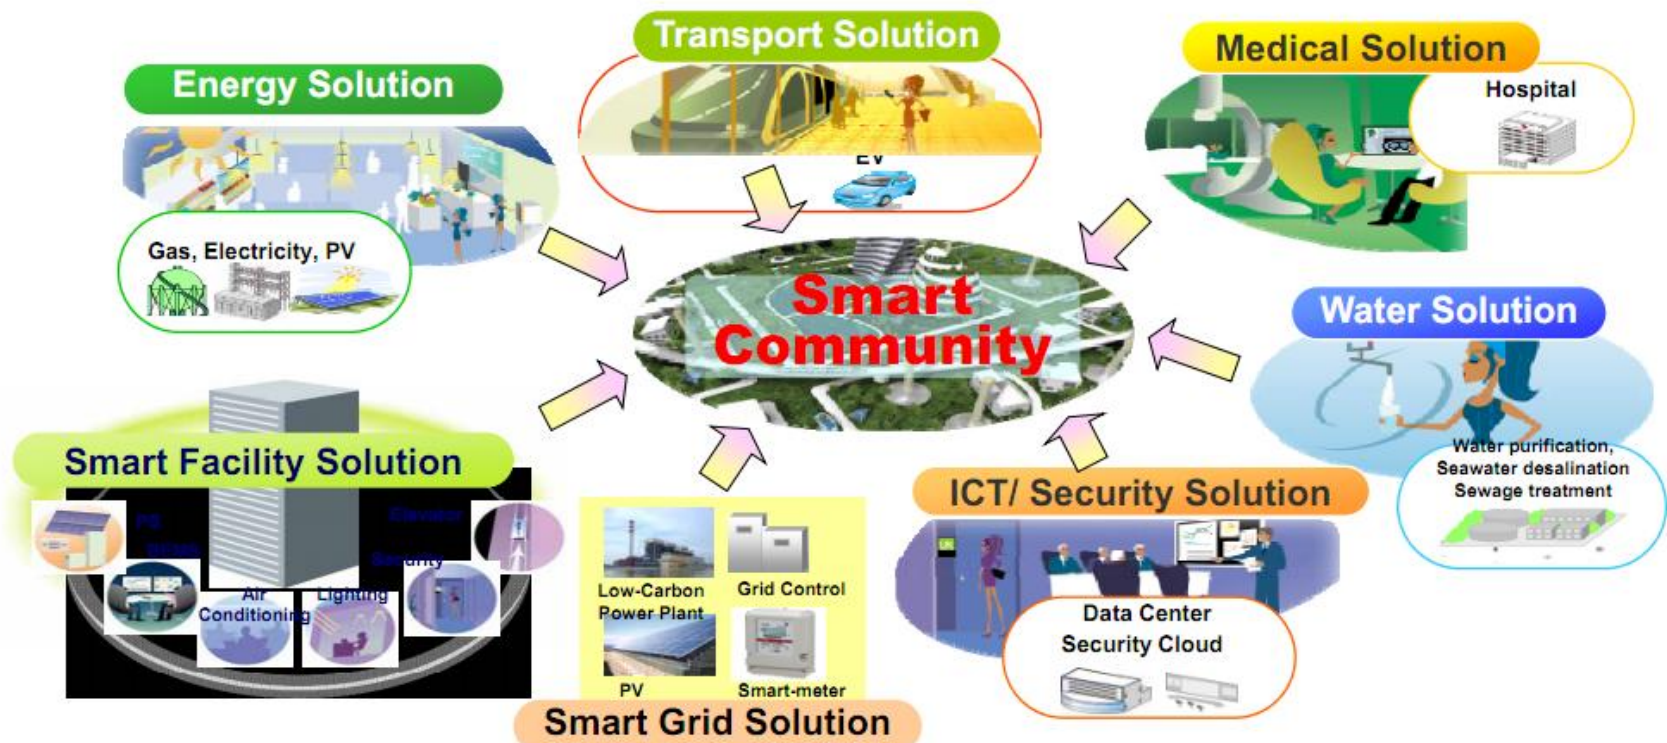 Transport Solution
EV
Medical Solution
Hospital
Energy Solution
Gas, Electricity, PV
Smart
Community
Water Solution
Water purification,
Seawater desalination
Sewage treatment
Smart Facility Solution
Elevator
Security
Air
Conditioning
Lighting
Low-Carbon
Power Plant
Grid Control
PV
Smart-meter
Smart Grid Solution
ICT/ Security Solution
Data Center
Security Cloud